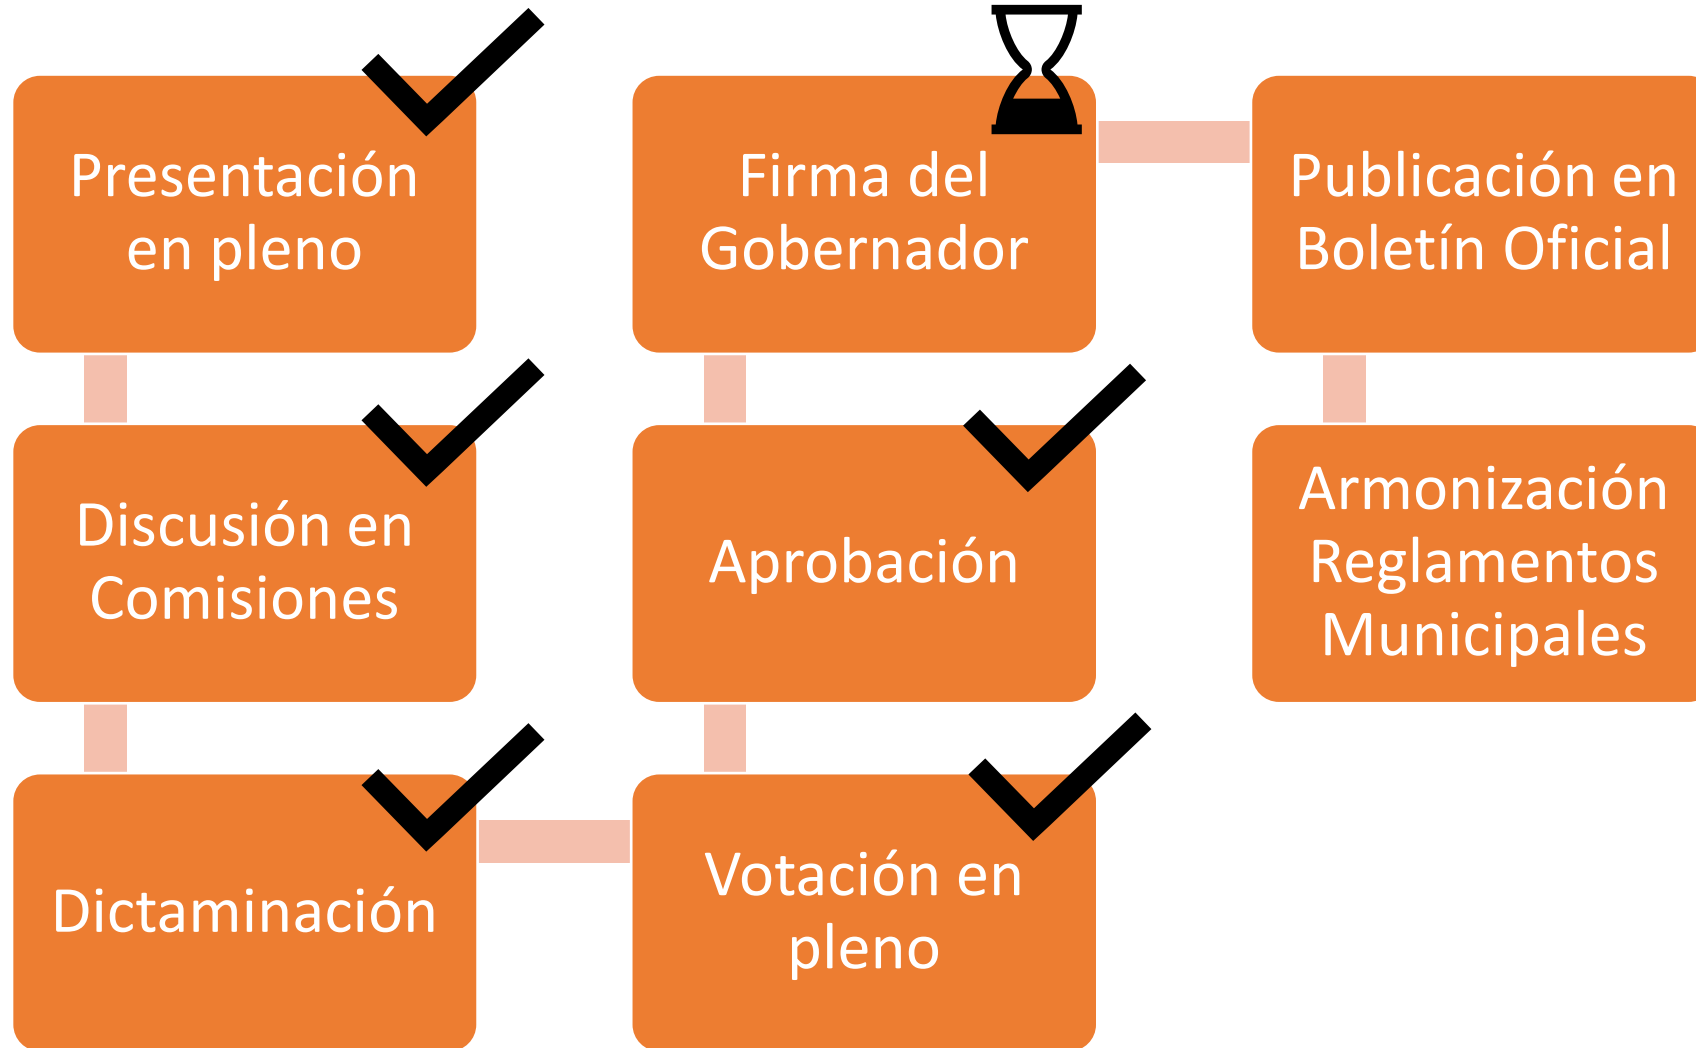 Presentación
en pleno
Discusión en
Comisiones
Dictaminación
Votación en
pleno
Aprobación
Firma del
Gobernador
Publicación en
Boletín Oficial
Armonización
Reglamentos
Municipales